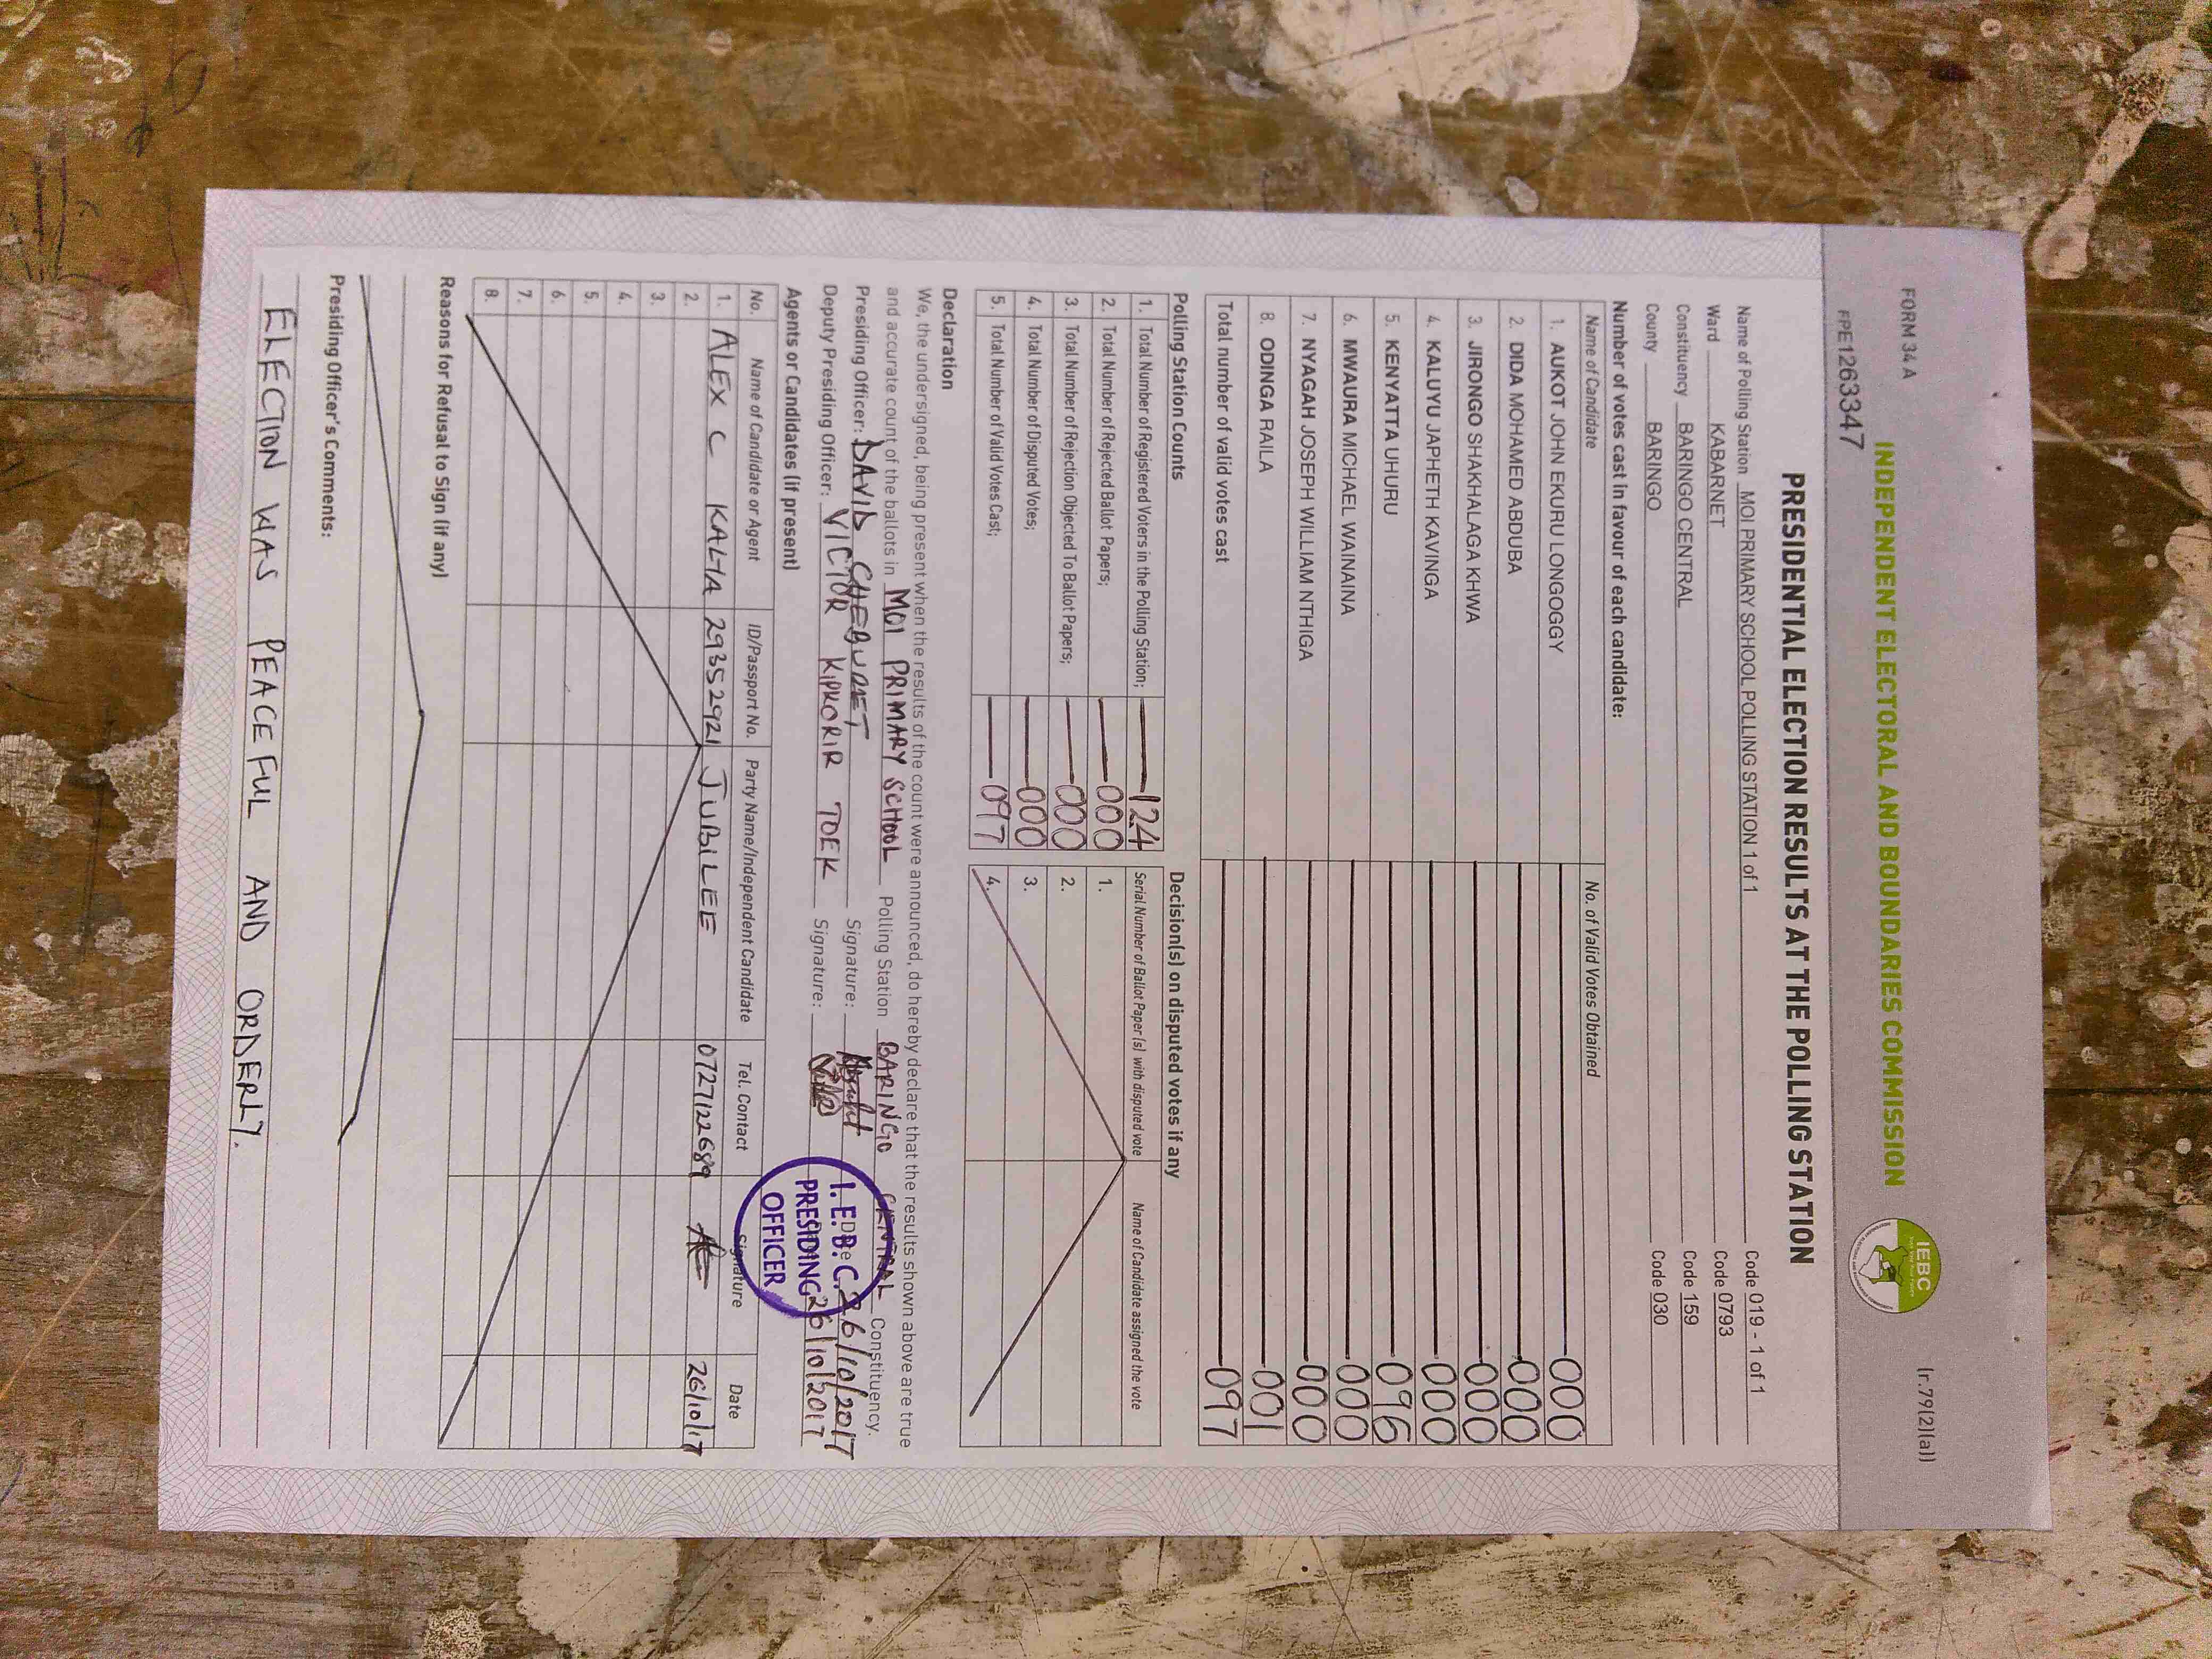 FORM 34 A
(r.79(2)(a))
FPE1263347
INDEPENDENT ELECTORAL AND BOUNDARIES COMMISSION
IEBC
PRESIDENTIAL ELECTION RESULTS AT THE POLLING STATION
Name of Polling Station MOI PRIMARY SCHOOL POLLING STATION 1 of 1 Code 019 - 1 of 1
Ward KABARNET Code 0793
Constituency BARINGO CENTRAL Code 159
County BARINGO Code 030
Number of votes cast in favour of each candidate:
Name of Candidate No. of Valid Votes Obtained
1. AUKOT JOHN EKURU LONGOGGY 000
2. DIDA MOHAMED ABDUBA 000
3. JIRONGO SHAKHALAGA KHWA 000
4. KALUYU JAPHETH KAVINGA 000
5. KENYATTA UHURU 096
6. MWAURA MICHAEL WAINAINA 000
7. NYAGAH JOSEPH WILLIAM NTHIGA 000
8. ODINGA RAILA 001
Total number of valid votes cast 097
Polling Station Counts
1. Total Number of Registered Voters in the Polling Station; 124
2. Total Number of Rejected Ballot Papers; 000
3. Total Number of Rejection Objected To Ballot Papers; 000
4. Total Number of Disputed Votes; 000
5. Total Number of Valid Votes Cast; 097
Decision(s) on disputed votes if any
Serial Number of Ballot Paper (s) with disputed vote Name of Candidate assigned the vote
1.
2.
3.
4.
Declaration
We, the undersigned, being present when the results of the count were announced, do hereby declare that the results shown above are true
and accurate count of the ballots in MOI PRIMARY SCHOOL Polling Station BARINGO CENTRAL Constituency.
Presiding Officer: DAVID CHEBURET Signature: 26/10/2017
Deputy Presiding Officer: VICTOR KIPKORIR TOEK Signature: 26/10/2017
I.E.B.C.
PRESIDING
OFFICER
Agents or Candidates (if present)
No. Name of Candidate or Agent ID/Passport No. Party Name/Independent Candidate Tel. Contact Signature Date
1. ALEX C KALIA 29352921 JUBILEE 0727122689 26/10/17
2.
3.
4.
5.
6.
7.
8.
Reasons for Refusal to Sign (if any)
Presiding Officer's Comments:
ELECTION WAS PEACEFUL AND ORDERLY.